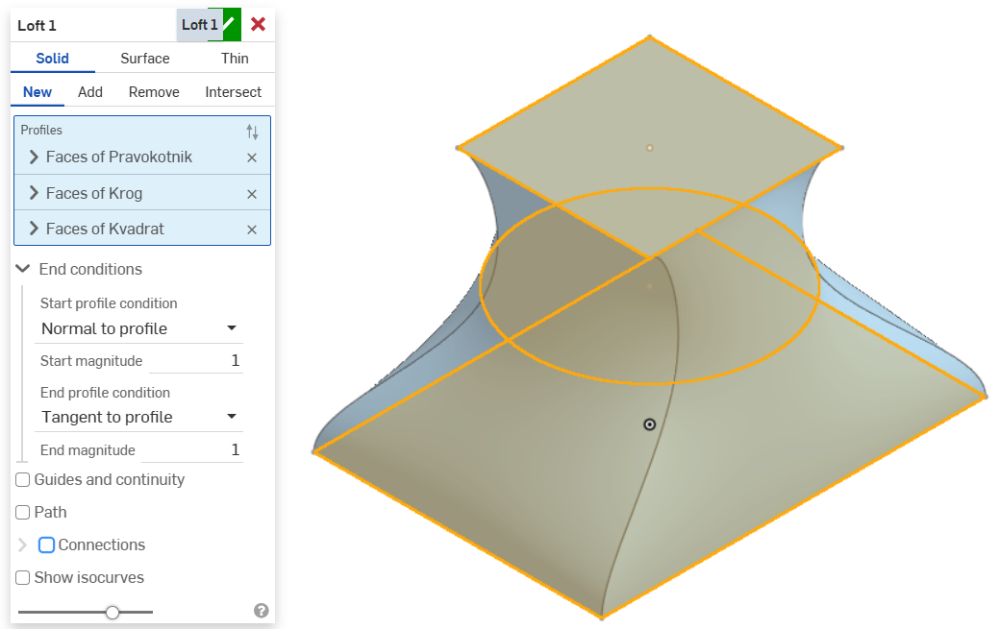 Loft 1
Loft 1
Solid Surface Thin
New Add Remove Intersect
Profiles
Faces of Pravokotnik
Faces of Krog
Faces of Kvadrat
End conditions
Start profile condition
Normal to profile
Start magnitude 1
End profile condition
Tangent to profile
End magnitude 1
Guides and continuity
Path
Connections
Show isocurves
?